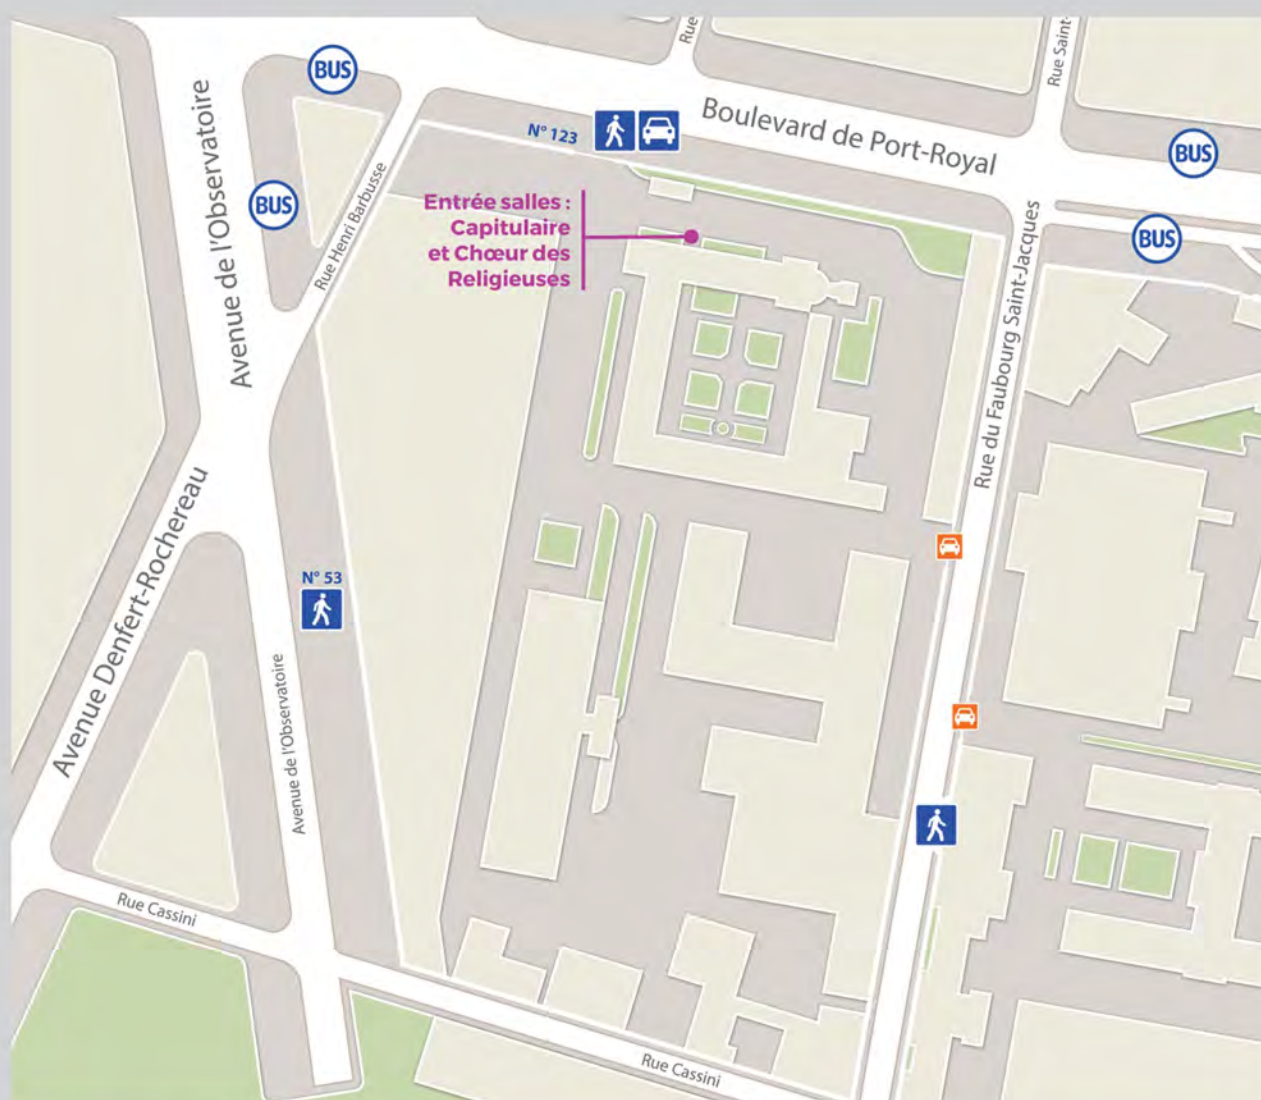 Rue
Rue Saint-
BUS
Avenue de l'Observatoire
Boulevard de Port-Royal
N° 123
BUS
Rue Henri Barbusse
BUS
Entrée salles :
Capitulaire
et Chœur des
Religieuses
BUS
Rue du Faubourg Saint-Jacques
Avenue Denfert-Rochereau
N° 53
Avenue de l'Observatoire
Rue Cassini
Rue Cassini